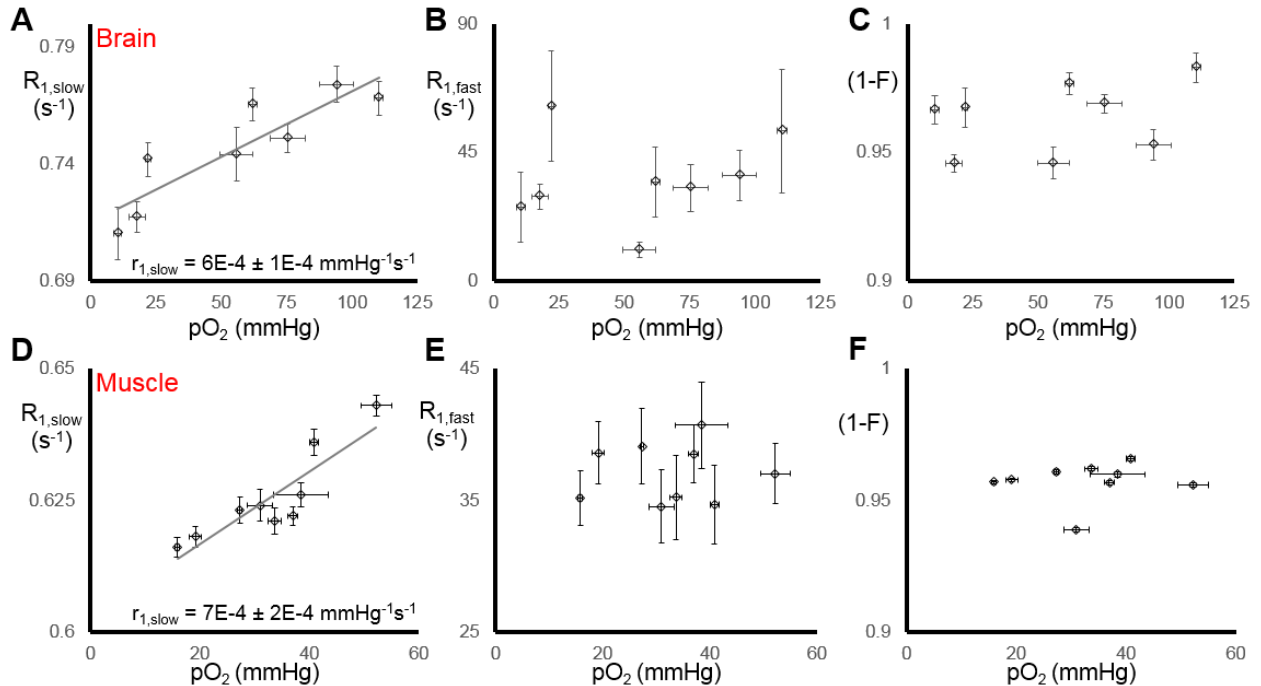 A
Brain
R1,slow
(s-1)
0.79
0.74
0.69
r1,slow = 6E-4 ± 1E-4 mmHg-1s-1
0 25 50 75 100 125
pO2 (mmHg)
B
R1,fast
(s-1)
90
45
0
0 25 50 75 100 125
pO2 (mmHg)
C
(1-F)
1
0.95
0.9
0 25 50 75 100 125
pO2 (mmHg)
D
Muscle
R1,slow
(s-1)
0.65
0.625
0.6
r1,slow = 7E-4 ± 2E-4 mmHg-1s-1
0 20 40 60
pO2 (mmHg)
E
R1,fast
(s-1)
45
35
25
0 20 40 60
pO2 (mmHg)
F
(1-F)
1
0.95
0.9
0 20 40 60
pO2 (mmHg)